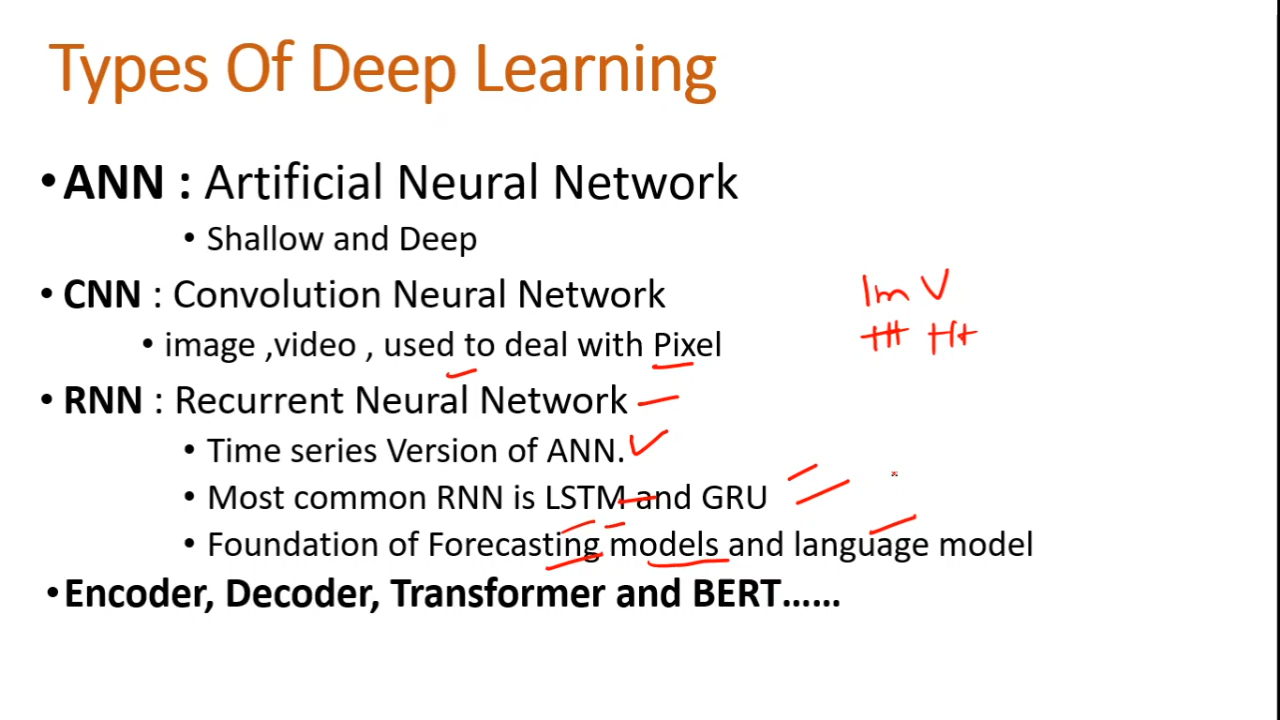 Types Of Deep Learning
•ANN : Artificial Neural Network
• Shallow and Deep
• CNN : Convolution Neural Network
Im V
• image ,video , used to deal with Pixel
• RNN : Recurrent Neural Network
• Time series Version of ANN.
• Most common RNN is LSTM and GRU
• Foundation of Forecasting models and language model
•Encoder, Decoder, Transformer and BERT……